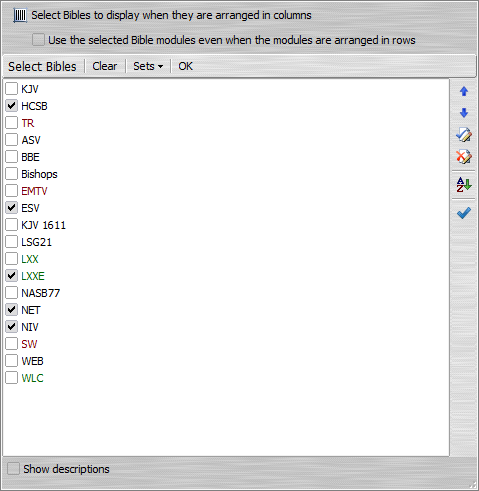 Select Bibles to display when they are arranged in columns
Use the selected Bible modules even when the modules are arranged in rows
Select Bibles Clear Sets OK
KJV
HCSB
TR
ASV
BBE
Bishops
EMTV
ESV
KJV 1611
LSG21
LXX
LXXE
NASB77
NET
NIV
SW
WEB
WLC
A
Z
Show descriptions